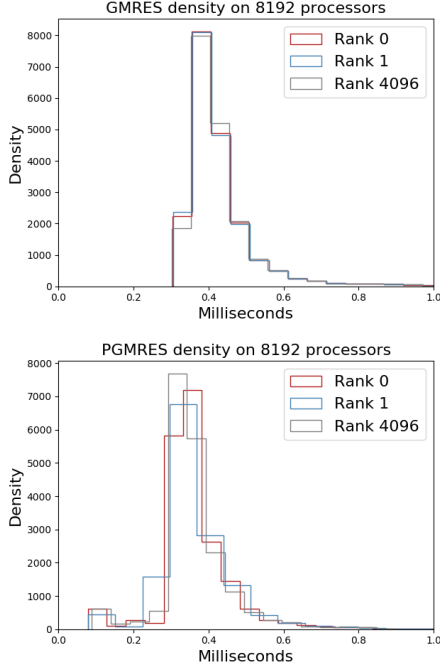 GMRES density on 8192 processors
8000
7000
6000
5000
4000
3000
2000
1000
0
Density
Rank 0
Rank 1
Rank 4096
0.0 0.2 0.4 0.6 0.8 1.0
Milliseconds
PGMRES density on 8192 processors
8000
7000
6000
5000
4000
3000
2000
1000
0
Density
Rank 0
Rank 1
Rank 4096
0.0 0.2 0.4 0.6 0.8 1.0
Milliseconds